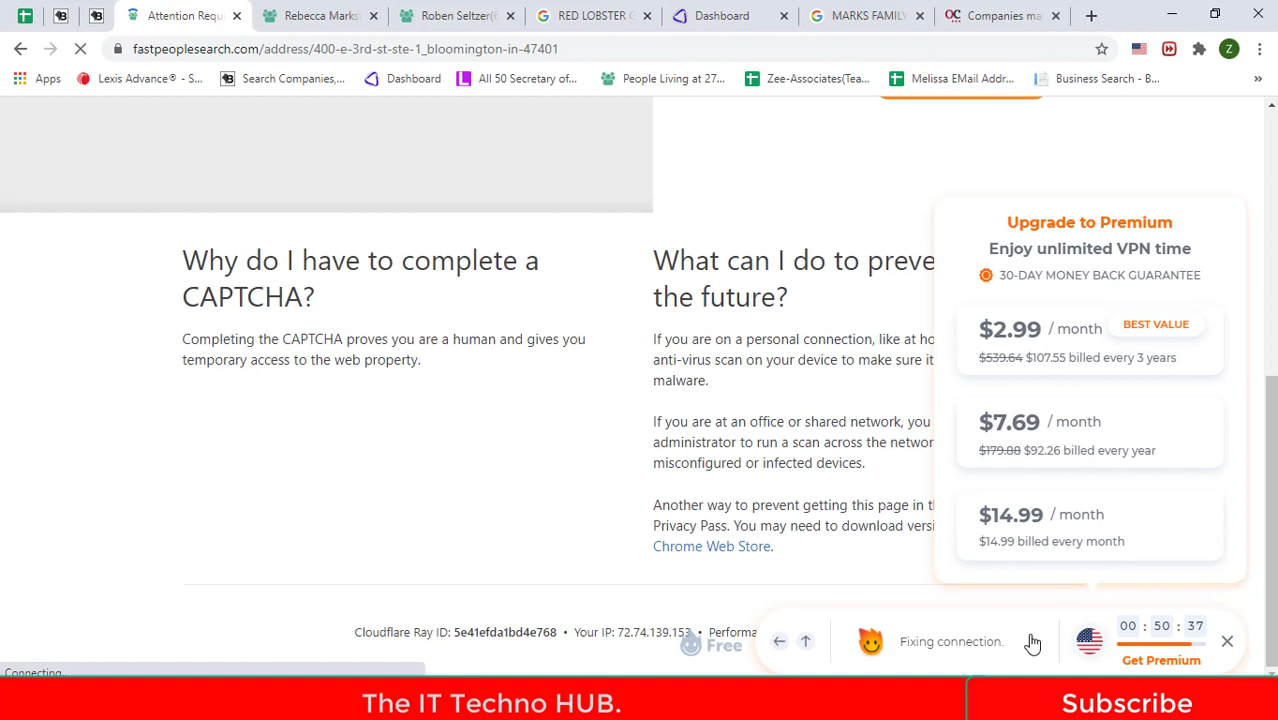 Attention Requ
Rebecca Marks
Roben Seltzer(6
RED LOBSTER C
Dashboard
MARKS FAMILY
Companies ma
fastpeoplesearch.com/address/400-e-3rd-st-ste-1_bloomington-in-47401
Z
Apps
Lexis Advance® - S...
Search Companies,...
Dashboard
All 50 Secretary of...
People Living at 27...
Zee-Associates(Tea...
Melissa EMail Addr...
Business Search - B...
»
Why do I have to complete a
CAPTCHA?
Completing the CAPTCHA proves you are a human and gives you
temporary access to the web property.
What can I do to preve
the future?
If you are on a personal connection, like at ho
anti-virus scan on your device to make sure it
malware.
If you are at an office or shared network, you
administrator to run a scan across the networ
misconfigured or infected devices.
Another way to prevent getting this page in th
Privacy Pass. You may need to download versi
Chrome Web Store.
Upgrade to Premium
Enjoy unlimited VPN time
30-DAY MONEY BACK GUARANTEE
$2.99 / month
BEST VALUE
$539.64 $107.55 billed every 3 years
$7.69 / month
$179.88 $92.26 billed every year
$14.99 / month
$14.99 billed every month
Cloudflare Ray ID: 5e41efda1bd4e768 • Your IP: 72.74.139.153 • Performa
Free
Fixing connection.
00 : 50 : 37
Get Premium
Connecting...
The IT Techno HUB.
Subscribe